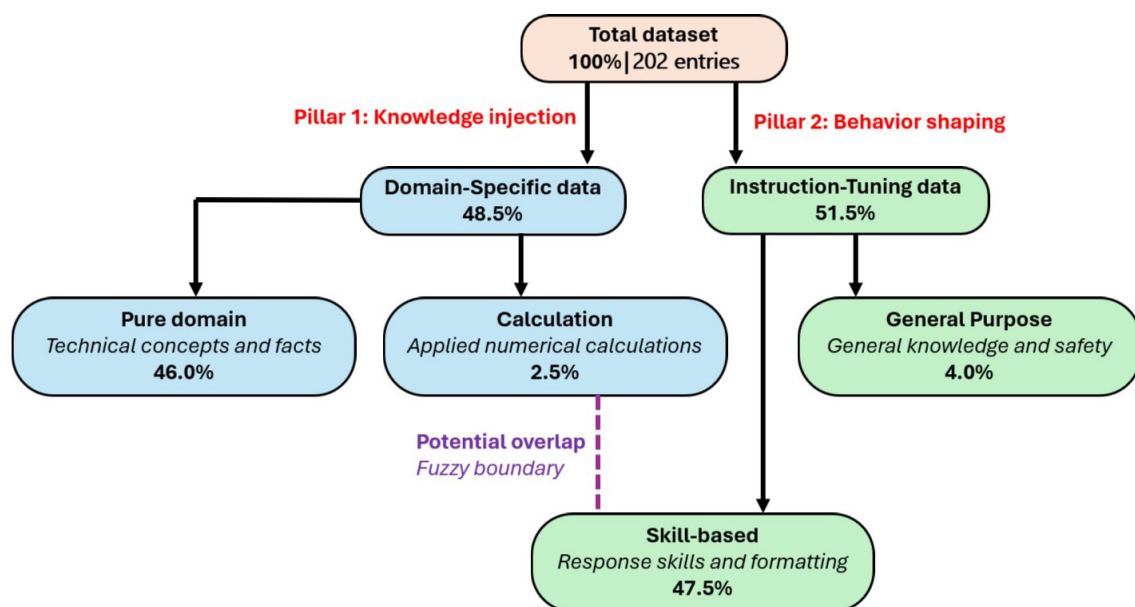 Total dataset
100%|202 entries
Pillar 1: Knowledge injection
Pillar 2: Behavior shaping
Domain-Specific data
48.5%
Instruction-Tuning data
51.5%
Pure domain
Technical concepts and facts
46.0%
Calculation
Applied numerical calculations
2.5%
General Purpose
General knowledge and safety
4.0%
Potential overlap
Fuzzy boundary
Skill-based
Response skills and formatting
47.5%